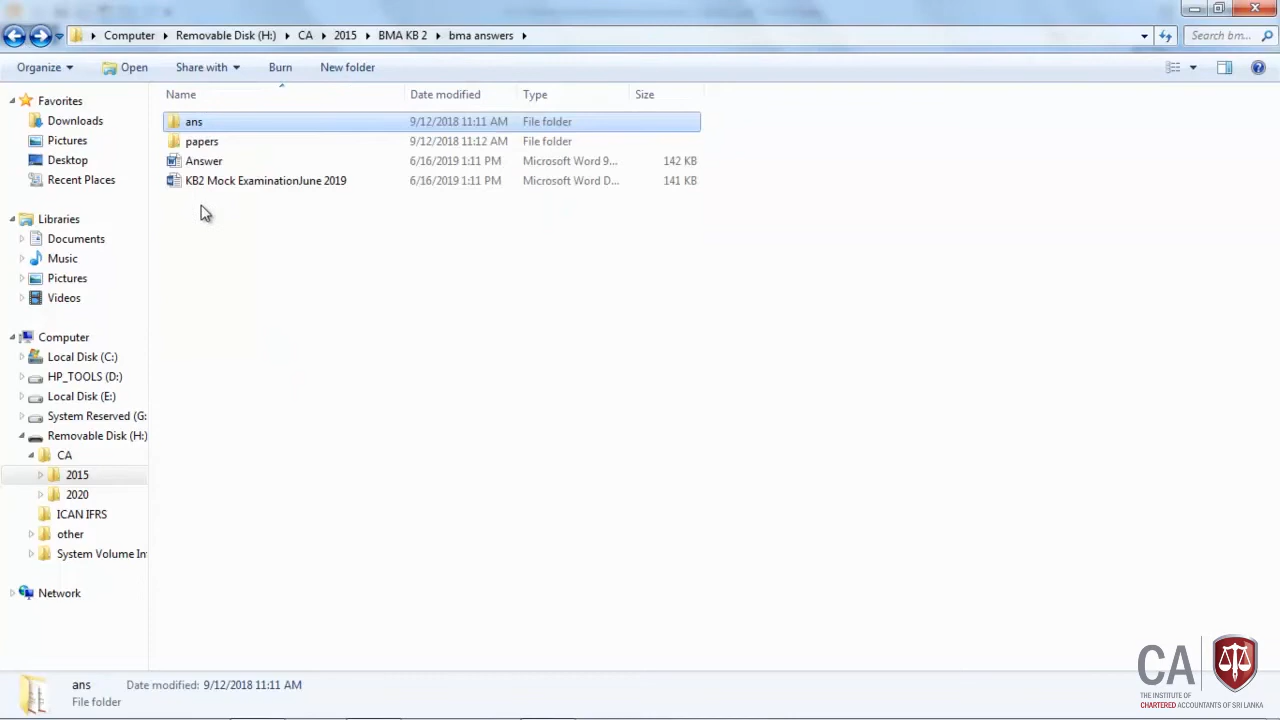 Computer Removable Disk (H:) CA 2015 BMA KB 2 bma answers Search bm...
Organize Open Share with Burn New folder
Name Date modified Type Size
ans 9/12/2018 11:11 AM File folder
papers 9/12/2018 11:12 AM File folder
Answer 6/16/2019 1:11 PM Microsoft Word 9... 142 KB
KB2 Mock ExaminationJune 2019 6/16/2019 1:11 PM Microsoft Word D... 141 KB
Favorites
Downloads
Pictures
Desktop
Recent Places
Libraries
Documents
Music
Pictures
Videos
Computer
Local Disk (C:)
HP_TOOLS (D:)
Local Disk (E:)
System Reserved (G:
Removable Disk (H:)
CA
2015
2020
ICAN IFRS
other
System Volume In
Network
ans Date modified: 9/12/2018 11:11 AM
File folder
CA
THE INSTITUTE OF
CHARTERED ACCOUNTANTS OF SRI LANKA